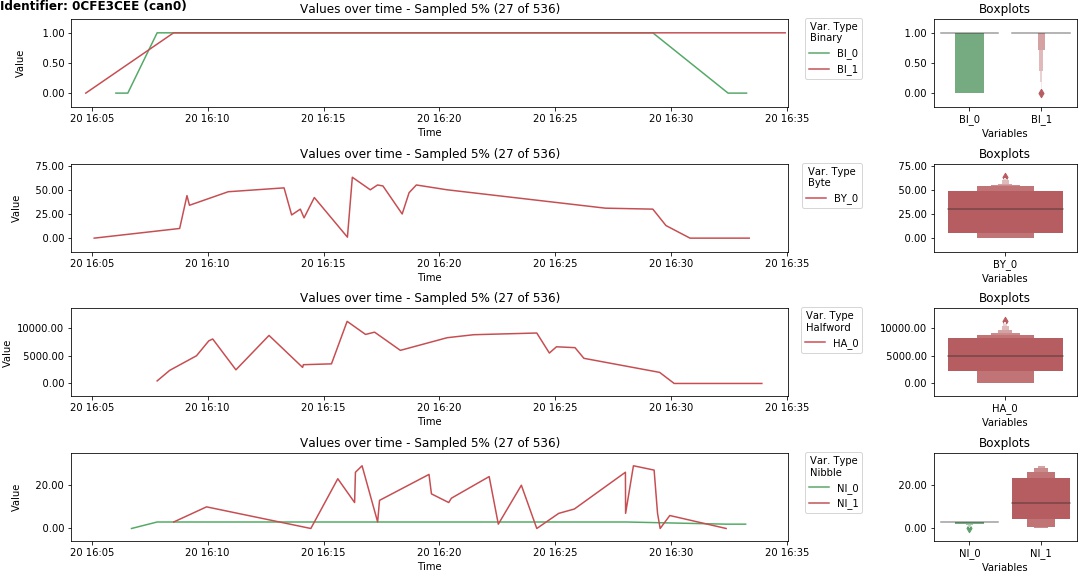 Identifier: 0CFE3CEE (can0)
Values over time - Sampled 5% (27 of 536)
Boxplots
Value
1.00
0.50
0.00
20 16:05 20 16:10 20 16:15 20 16:20 20 16:25 20 16:30 20 16:35
Time
Var. Type
Binary
BI_0
BI_1
1.00
0.50
0.00
BI_0 BI_1
Variables
Values over time - Sampled 5% (27 of 536)
Boxplots
Value
75.00
50.00
25.00
0.00
20 16:05 20 16:10 20 16:15 20 16:20 20 16:25 20 16:30 20 16:35
Time
Var. Type
Byte
BY_0
75.00
50.00
25.00
0.00
BY_0
Variables
Values over time - Sampled 5% (27 of 536)
Boxplots
Value
10000.00
5000.00
0.00
20 16:05 20 16:10 20 16:15 20 16:20 20 16:25 20 16:30 20 16:35
Time
Var. Type
Halfword
HA_0
10000.00
5000.00
0.00
HA_0
Variables
Values over time - Sampled 5% (27 of 536)
Boxplots
Value
20.00
0.00
20 16:05 20 16:10 20 16:15 20 16:20 20 16:25 20 16:30 20 16:35
Time
Var. Type
Nibble
NI_0
NI_1
20.00
0.00
NI_0 NI_1
Variables